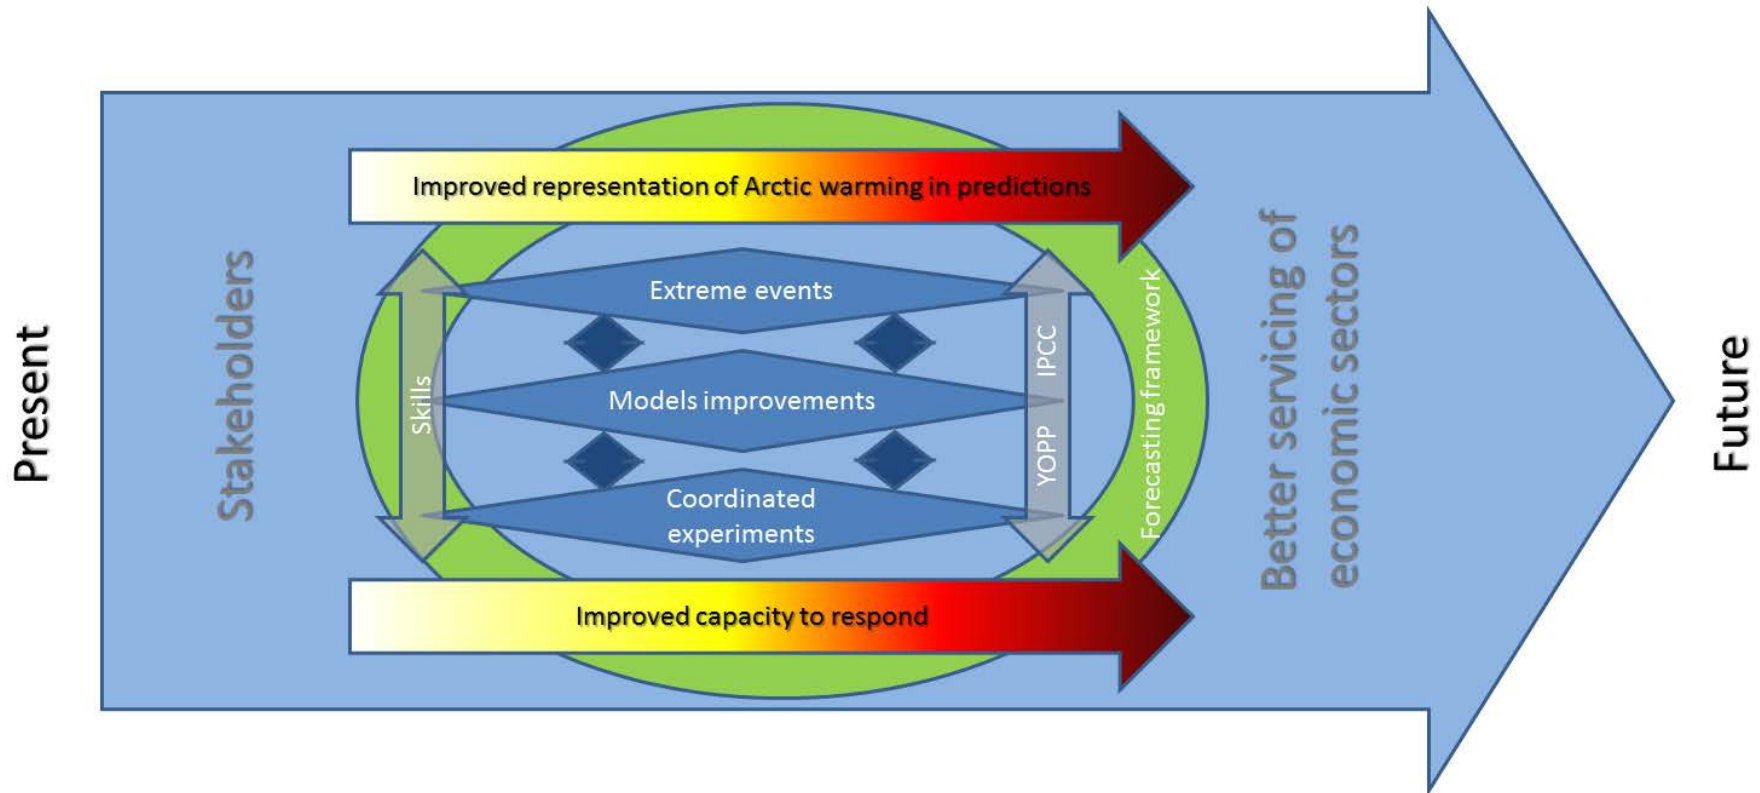 Present
Stakeholders
Improved representation of Arctic warming in predictions
Skills
Extreme events
Models improvements
Coordinated
experiments
YOPP IPCC
Forecasting framework
Improved capacity to respond
Better servicing of
economic sectors
Future